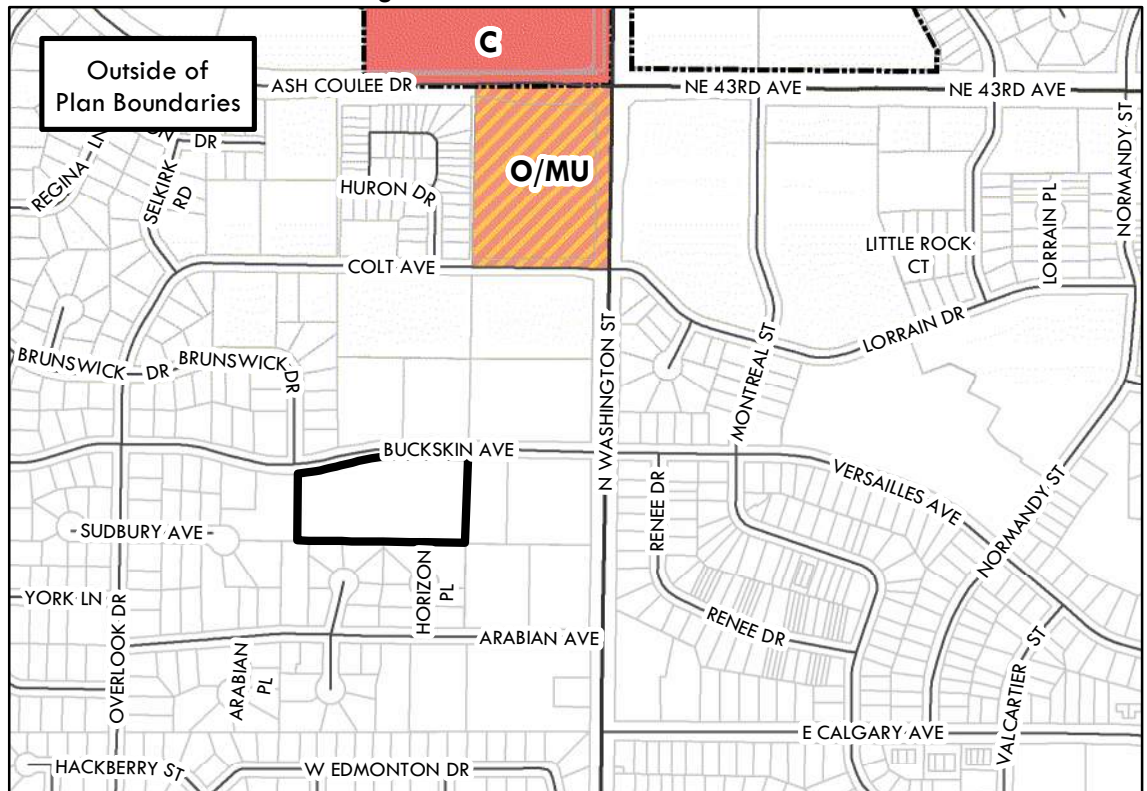 C
Outside of
Plan Boundaries
ASH COULEE DR
NE 43RD AVE
NE 43RD AVE
DR
REGINA LN
SELKIRK
RD
HURON DR
O/MU
NORMANDY ST
LORRAIN PL
LITTLE ROCK
CT
COLT AVE
LORRAIN DR
BRUNSWICK DR
BRUNSWICK DR
MONTREAL ST
N WASHINGTON ST
BUCKSKIN AVE
VERSAILLES AVE
NORMANDY ST
RENEE DR
SUDBURY AVE
HORIZON
PL
YORK LN
OVERLOOK DR
ARABIAN AVE
ARABIAN
PL
RENEE DR
VALCARTIER ST
E CALGARY AVE
HACKBERRY ST
W EDMONTON DR